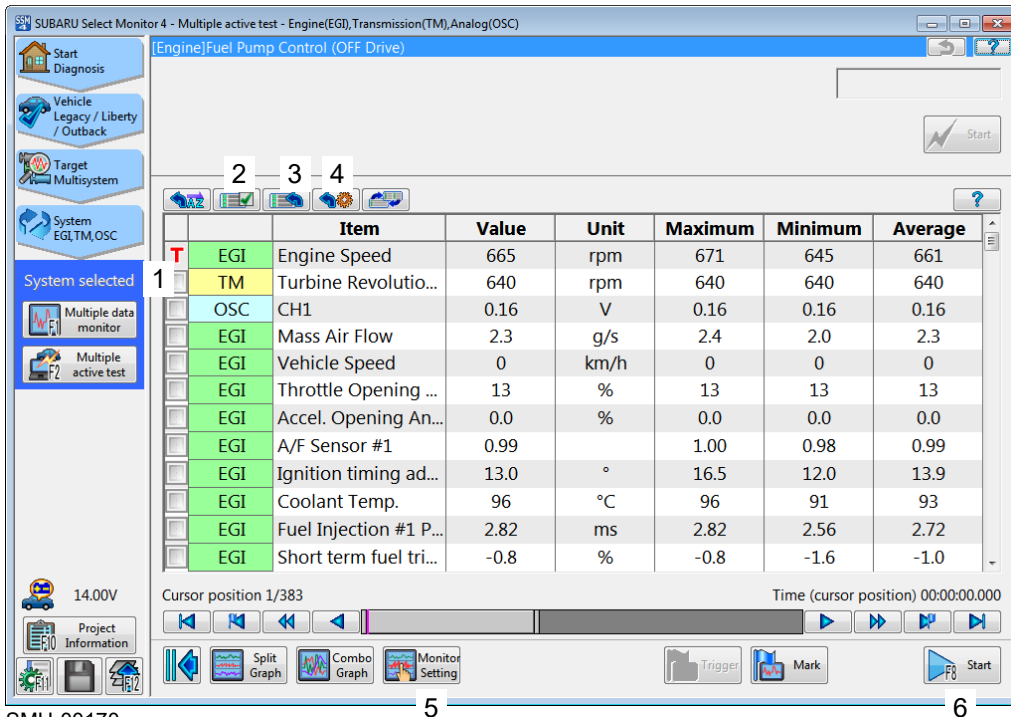 SSM 4 SUBARU Select Monitor 4 - Multiple active test - Engine(EGI),Transmission(TM),Analog(OSC)
Start
Diagnosis
[Engine]Fuel Pump Control (OFF Drive)
?
Vehicle
Legacy / Liberty
/ Outback
Start
Target
Multisystem
2 3 4
AZ
?
System
EGI,TM,OSC
Item Value Unit Maximum Minimum Average
T EGI Engine Speed 665 rpm 671 645 661
System selected
1
TM Turbine Revolutio... 640 rpm 640 640 640
F1 Multiple data
monitor
OSC CH1 0.16 V 0.16 0.16 0.16
EGI Mass Air Flow 2.3 g/s 2.4 2.0 2.3
F2 Multiple
active test
EGI Vehicle Speed 0 km/h 0 0 0
EGI Throttle Opening ... 13 % 13 13 13
EGI Accel. Opening An... 0.0 % 0.0 0.0 0.0
EGI A/F Sensor #1 0.99 1.00 0.98 0.99
EGI Ignition timing ad... 13.0 ° 16.5 12.0 13.9
EGI Coolant Temp. 96 °C 96 91 93
EGI Fuel Injection #1 P... 2.82 ms 2.82 2.56 2.72
EGI Short term fuel tri... -0.8 % -0.8 -1.6 -1.0
14.00V
Cursor position 1/383 Time (cursor position) 00:00:00.000
F10 Project
Information
Split
Graph
Combo
Graph
Monitor
Setting
Trigger
Mark
F8 Start
F11 F12
5 6